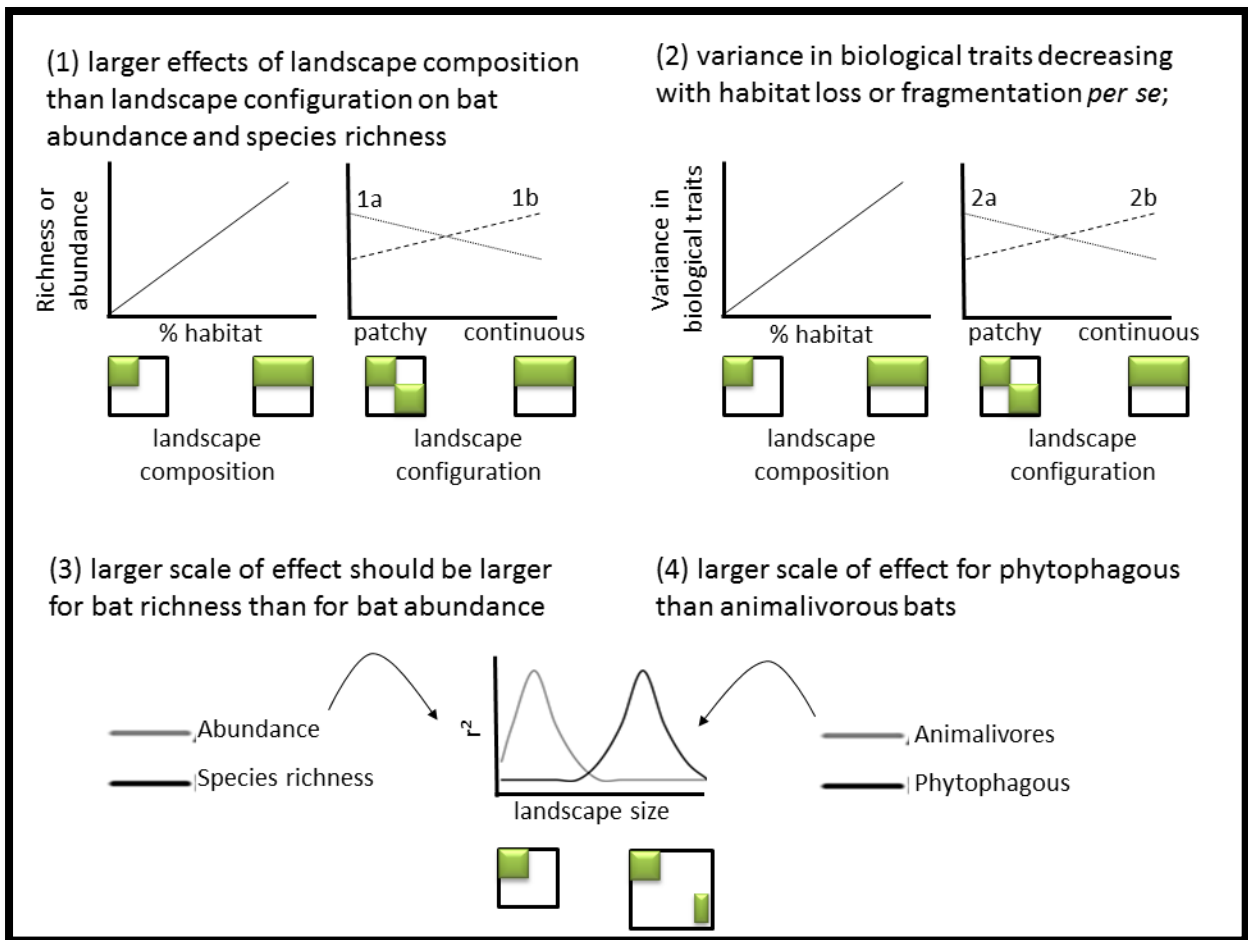 (1) larger effects of landscape composition
than landscape configuration on bat
abundance and species richness
Richness or
abundance
% habitat
1a
1b
patchy
continuous
landscape
composition
landscape
configuration
(2) variance in biological traits decreasing
with habitat loss or fragmentation per se;
Variance in
biological traits
% habitat
2a
2b
patchy
continuous
landscape
composition
landscape
configuration
(3) larger scale of effect should be larger
for bat richness than for bat abundance
Abundance
Species richness
(4) larger scale of effect for phytophagous
than animalivorous bats
Animalivores
Phytophagous
r²
landscape size